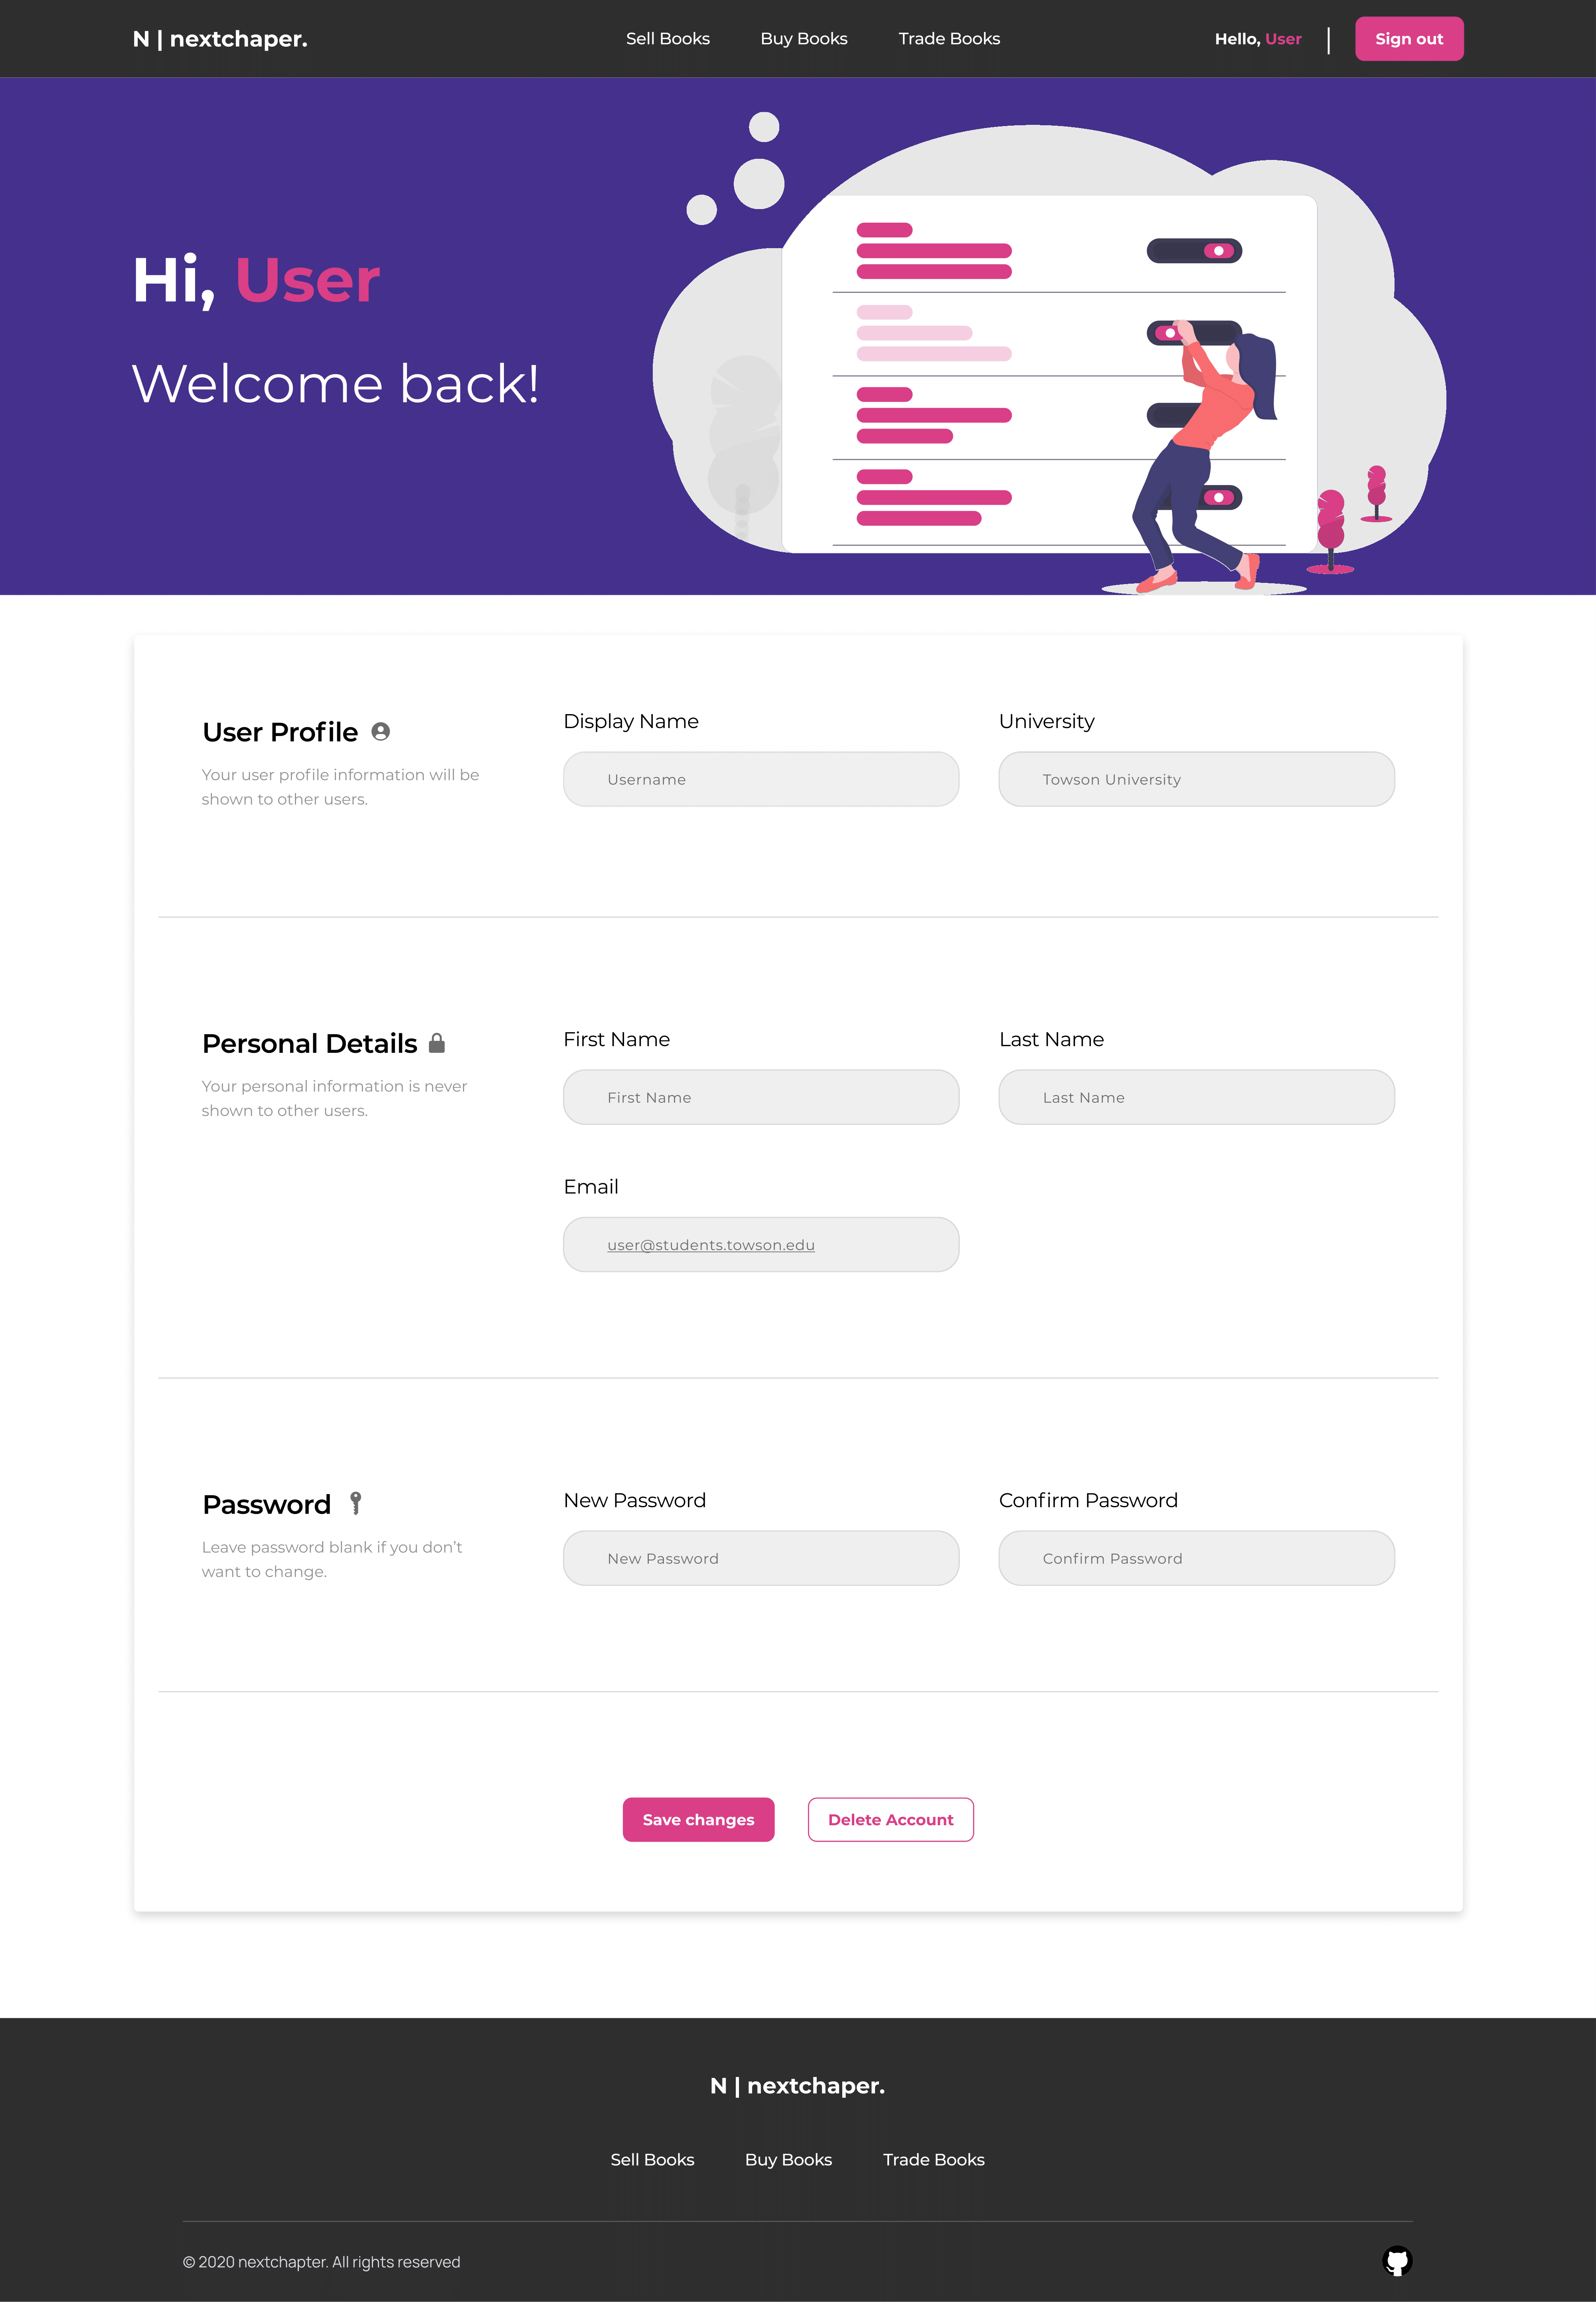 N | nextchaper.
Sell Books
Buy Books
Trade Books
Hello, User
Sign out
Hi, User
Welcome back!
User Profile
Your user profile information will be
shown to other users.
Display Name
Username
University
Towson University
Personal Details
Your personal information is never
shown to other users.
First Name
First Name
Last Name
Last Name
Email
user@students.towson.edu
Password
Leave password blank if you don’t
want to change.
New Password
New Password
Confirm Password
Confirm Password
Save changes
Delete Account
N | nextchaper.
Sell Books
Buy Books
Trade Books
© 2020 nextchapter. All rights reserved